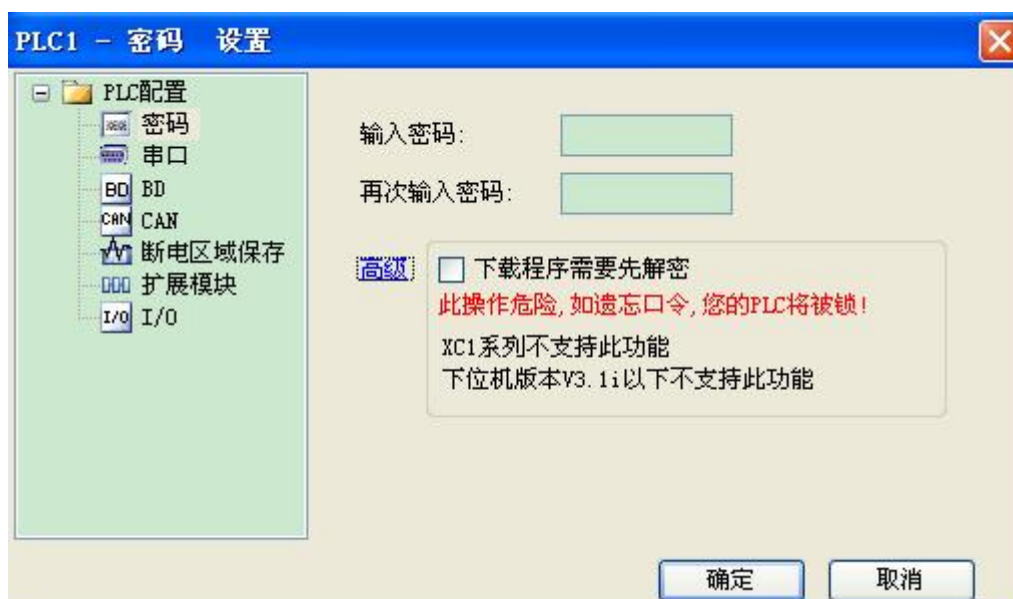 PLC1 - 密码 设置
PLC配置
密码
串口
BD BD
CAN CAN
断电区域保存
扩展模块
I/O I/O
输入密码:
再次输入密码:
高级
下载程序需要先解密
此操作危险,如遗忘口令,您的PLC将被锁!
XC1系列不支持此功能
下位机版本V3.1i以下不支持此功能
确定
取消